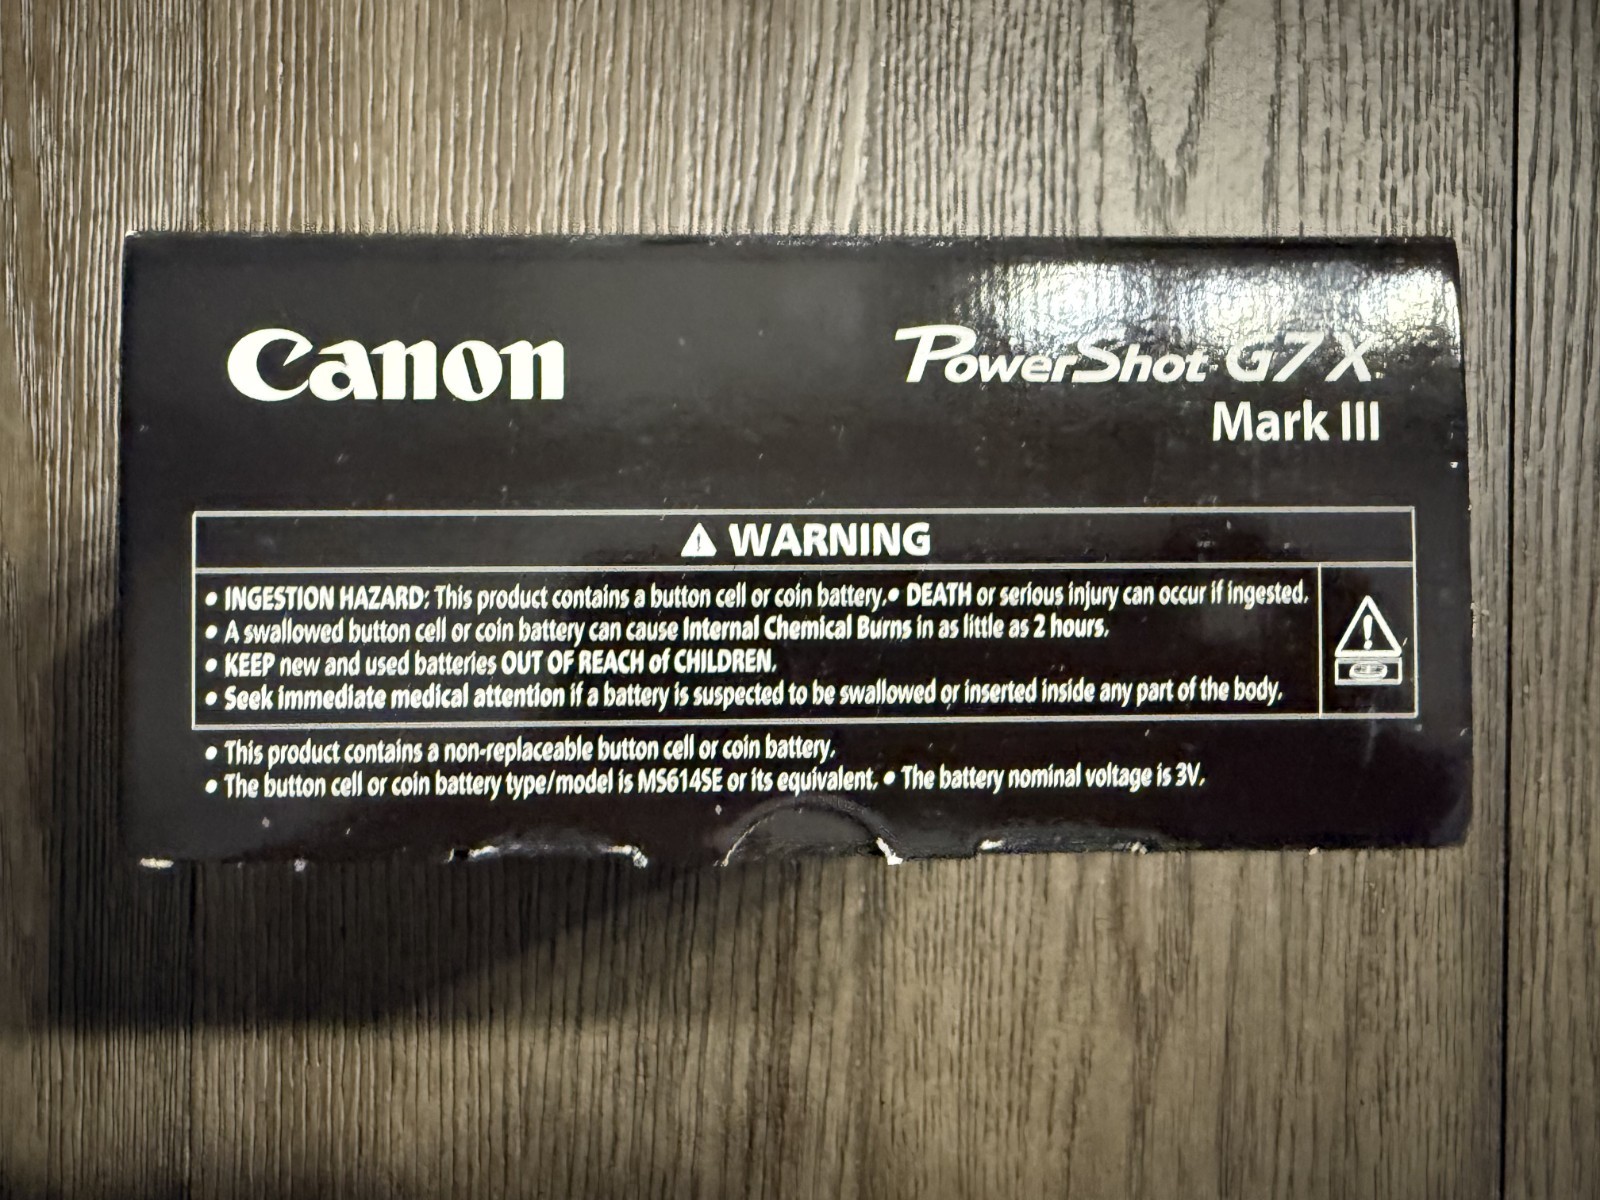 Canon
PowerShot G7 X
Mark III
⚠ WARNING
• INGESTION HAZARD: This product contains a button cell or coin battery. • DEATH or serious injury can occur if ingested.
• A swallowed button cell or coin battery can cause Internal Chemical Burns in as little as 2 hours.
• KEEP new and used batteries OUT OF REACH of CHILDREN.
• Seek immediate medical attention if a battery is suspected to be swallowed or inserted inside any part of the body.
• This product contains a non-replaceable button cell or coin battery.
• The button cell or coin battery type/model is MS614SE or its equivalent. • The battery nominal voltage is 3V.